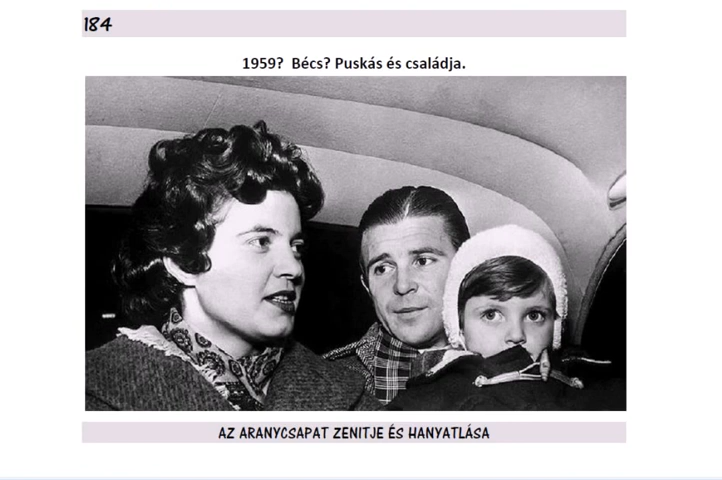 184
1959?  Bécs? Puskás és családja.
AZ ARANYCSAPAT ZENITJE ÉS HANYATLÁSA